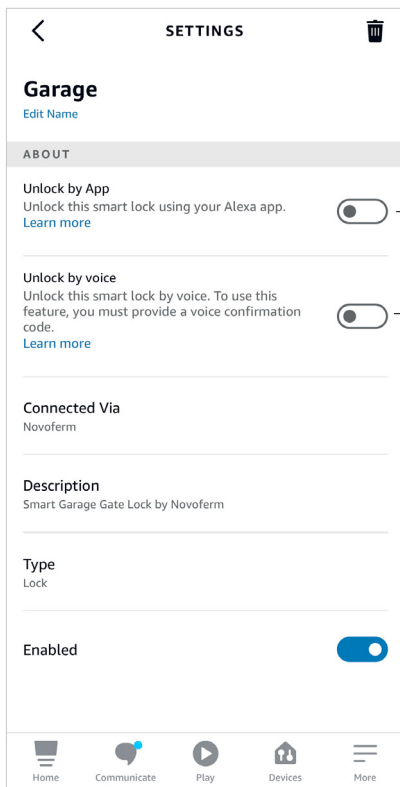 SETTINGS
Garage
Edit Name
ABOUT
Unlock by App
Unlock this smart lock using your Alexa app.
Learn more
Unlock by voice
Unlock this smart lock by voice. To use this
feature, you must provide a voice confirmation
code.
Learn more
Connected Via
Novoferm
Description
Smart Garage Gate Lock by Novoferm
Type
Lock
Enabled
Home Communicate Play Devices More